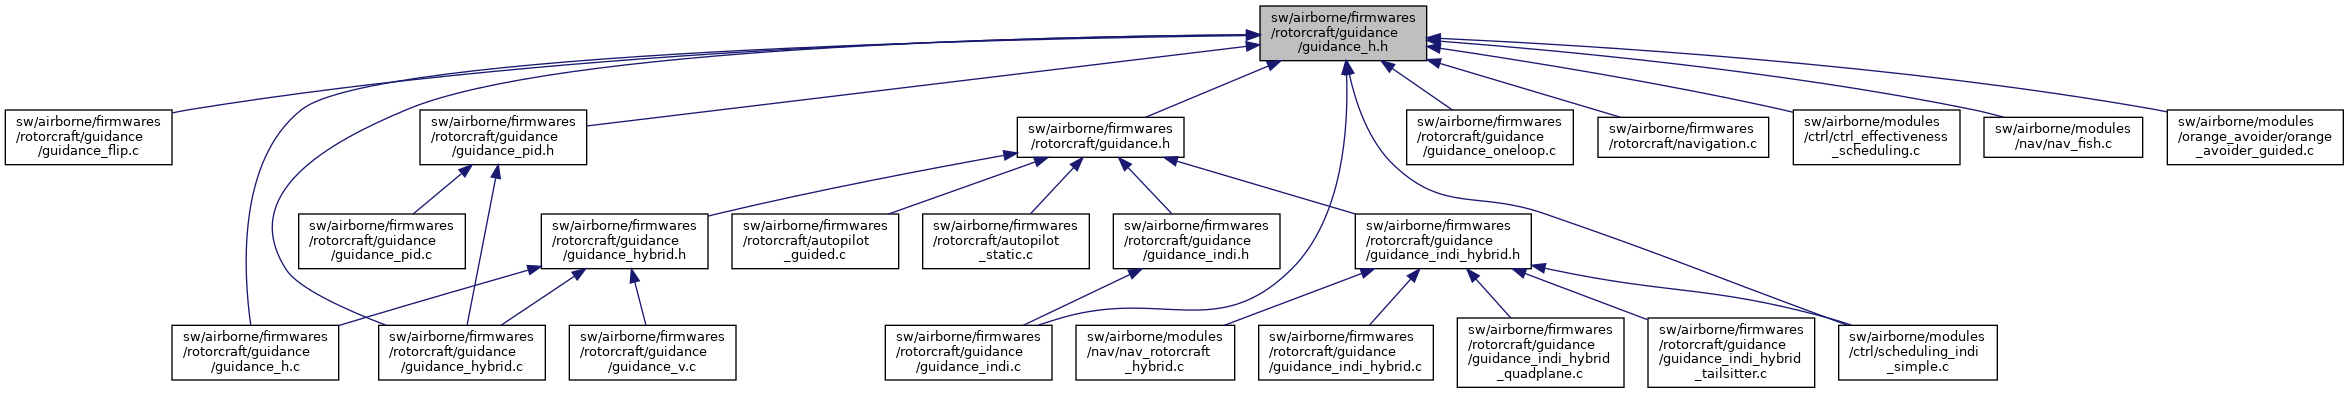 sw/airborne/firmwares
/rotorcraft/guidance
/guidance_h.h
sw/airborne/firmwares
/rotorcraft/guidance
/guidance_flip.c
sw/airborne/firmwares
/rotorcraft/guidance
/guidance_pid.h
sw/airborne/firmwares
/rotorcraft/guidance.h
sw/airborne/firmwares
/rotorcraft/guidance
/guidance_oneloop.c
sw/airborne/firmwares
/rotorcraft/navigation.c
sw/airborne/modules
/ctrl/ctrl_effectiveness
_scheduling.c
sw/airborne/modules
/nav/nav_fish.c
sw/airborne/modules
/orange_avoider/orange
_avoider_guided.c
sw/airborne/firmwares
/rotorcraft/guidance
/guidance_pid.c
sw/airborne/firmwares
/rotorcraft/guidance
/guidance_hybrid.h
sw/airborne/firmwares
/rotorcraft/autopilot
_guided.c
sw/airborne/firmwares
/rotorcraft/autopilot
_static.c
sw/airborne/firmwares
/rotorcraft/guidance
/guidance_indi.h
sw/airborne/firmwares
/rotorcraft/guidance
/guidance_indi_hybrid.h
sw/airborne/firmwares
/rotorcraft/guidance
/guidance_h.c
sw/airborne/firmwares
/rotorcraft/guidance
/guidance_hybrid.c
sw/airborne/firmwares
/rotorcraft/guidance
/guidance_v.c
sw/airborne/firmwares
/rotorcraft/guidance
/guidance_indi.c
sw/airborne/modules
/nav/nav_rotorcraft
_hybrid.c
sw/airborne/firmwares
/rotorcraft/guidance
/guidance_indi_hybrid.c
sw/airborne/firmwares
/rotorcraft/guidance
/guidance_indi_hybrid
_quadplane.c
sw/airborne/firmwares
/rotorcraft/guidance
/guidance_indi_hybrid
_tailsitter.c
sw/airborne/modules
/ctrl/scheduling_indi
_simple.c